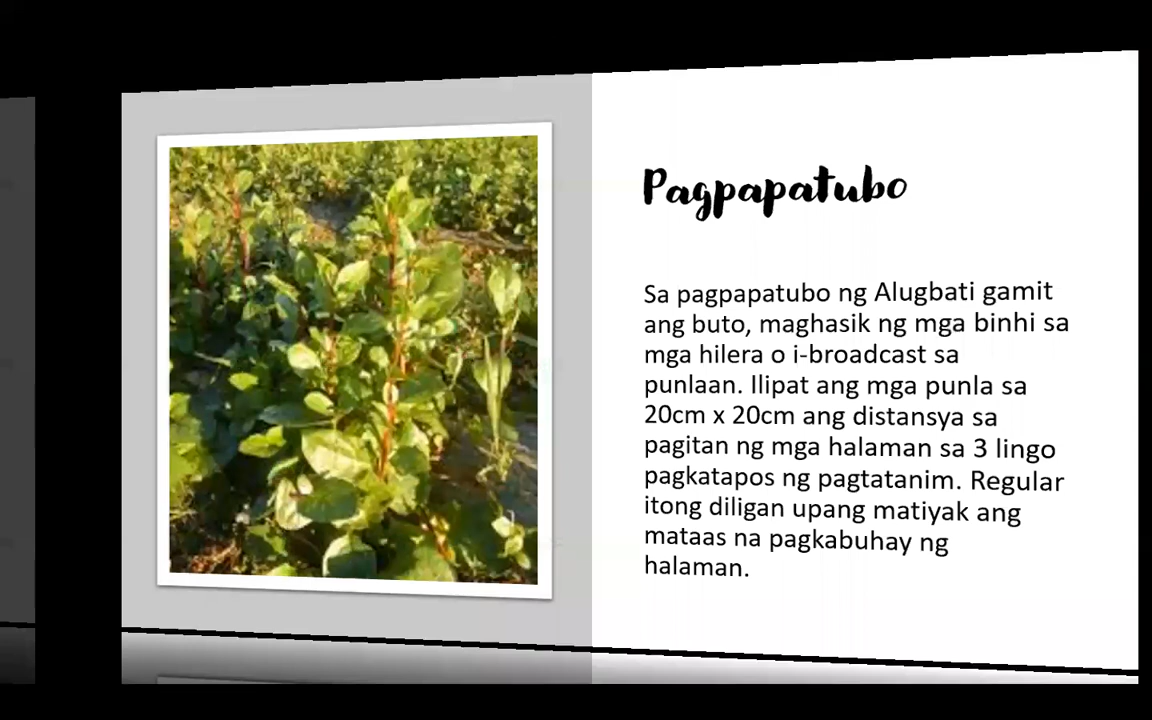 Pagpapatubo
Sa pagpapatubo ng Alugbati gamit
ang buto, maghasik ng mga binhi sa
mga hilera o i-broadcast sa
punlaan. Ilipat ang mga punla sa
20cm x 20cm ang distansya sa
pagitan ng mga halaman sa 3 lingo
pagkatapos ng pagtatanim. Regular
itong diligan upang matiyak ang
mataas na pagkabuhay ng
halaman.